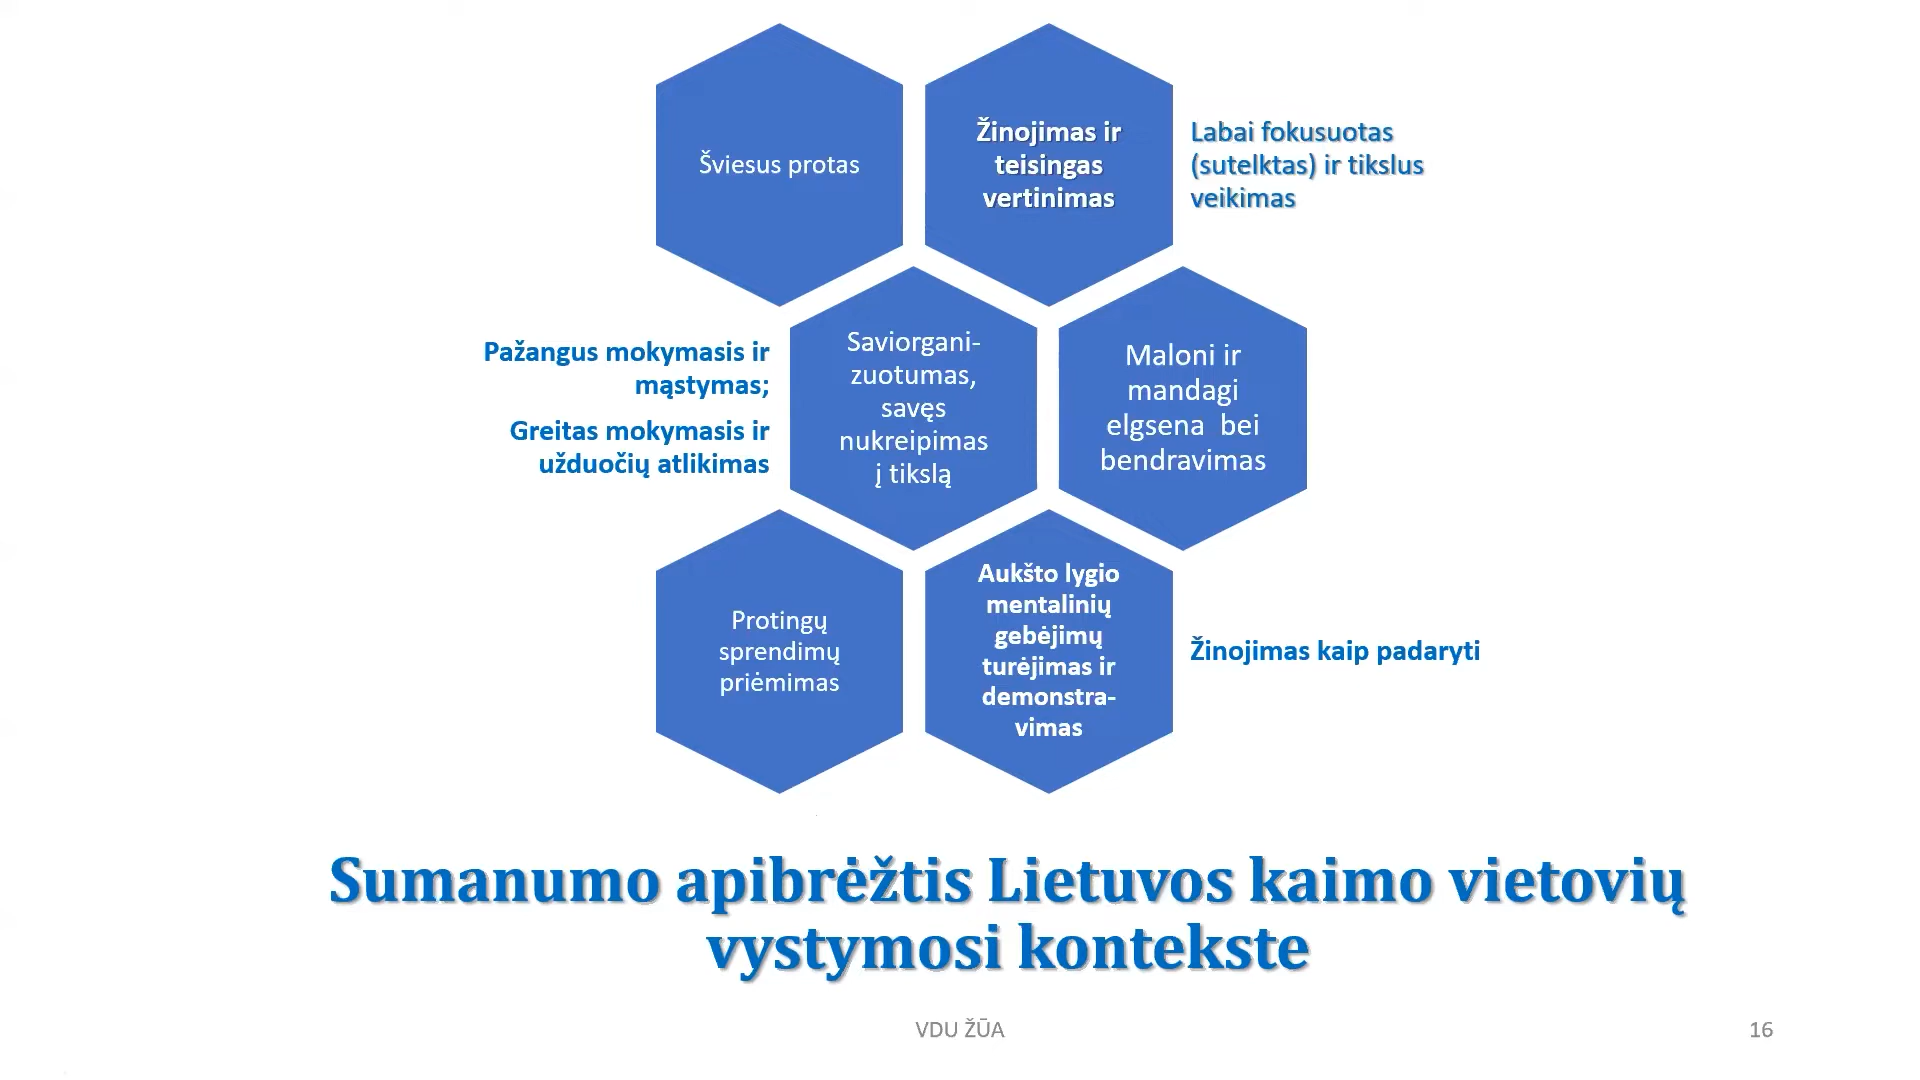 Šviesus protas
Žinojimas ir
teisingas
vertinimas
Labai fokusuotas
(sutelktas) ir tikslus
veikimas
Pažangus mokymasis ir
mąstymas;
Greitas mokymasis ir
užduočių atlikimas
Saviorgani-
zuotumas,
savęs
nukreipimas
į tikslą
Maloni ir
mandagi
elgsena bei
bendravimas
Protingų
sprendimų
priėmimas
Aukšto lygio
mentalinių
gebėjimų
turėjimas ir
demonstra-
vimas
Žinojimas kaip padaryti
Sumanumo apibrėžtis Lietuvos kaimo vietovių
vystymosi kontekste
VDU ŽŪA
16